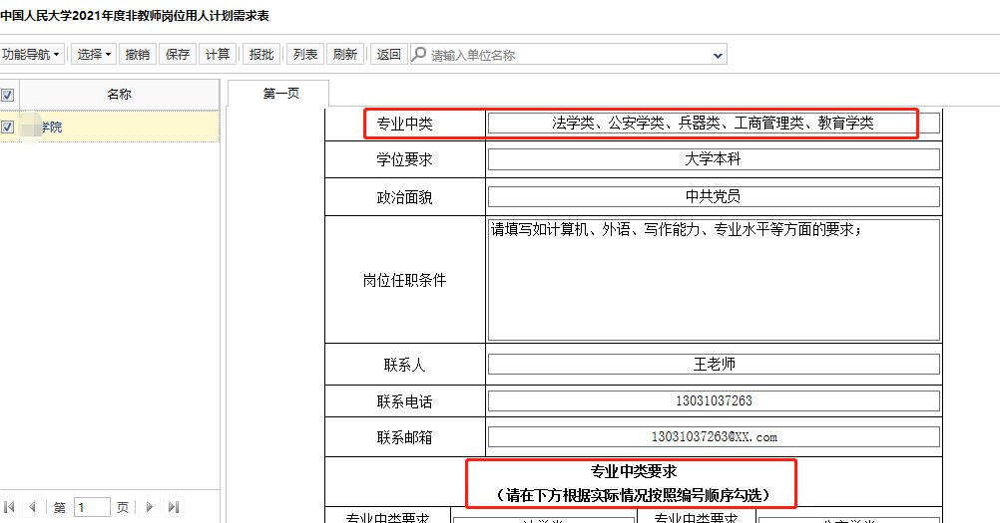 中国人民大学2021年度非教师岗位用人计划需求表
功能导航 选择 撤销 保存 计算 报批 列表 刷新 返回 请输入单位名称
名称
第一页
学院
专业中类 法学类、公安学类、兵器类、工商管理类、教育学类
学位要求 大学本科
政治面貌 中共党员
岗位任职条件 请填写如计算机、外语、写作能力、专业水平等方面的要求;
联系人 王老师
联系电话 13031037263
联系邮箱 13031037263@XX.com
专业中类要求
(请在下方根据实际情况按照编号顺序勾选)
第 1 页
专业中类要求 法学类 专业中类要求 公安学类